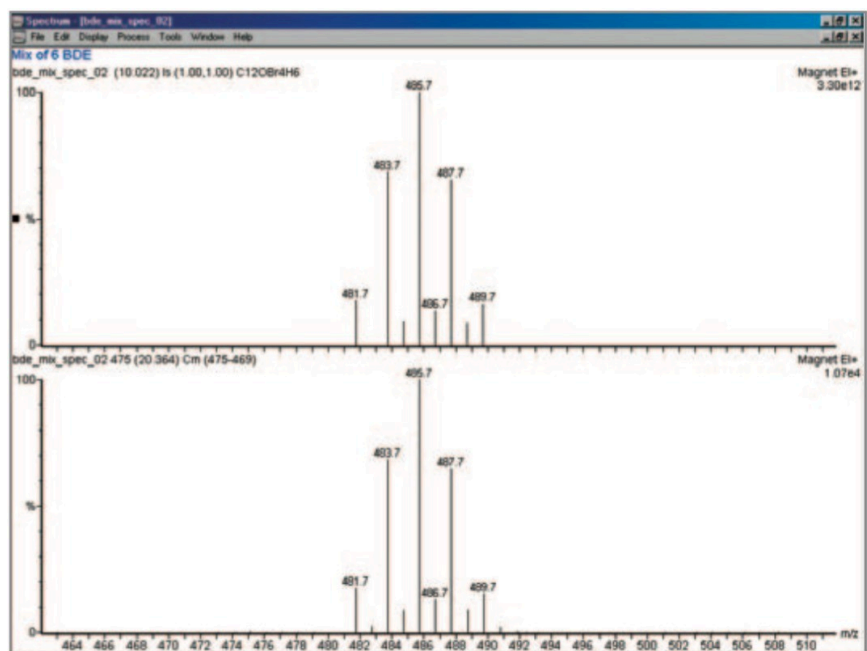 Spectrum - [bde_mix_spec_02]
File Edit Display Process Tools Window Help
Mix of 6 BDE
bde_mix_spec_02 (10.022) Is (1.00,1.00) C12OBr4H6
Magnet EI+
3.30e12
100
%
0
481.7
483.7
485.7
486.7
487.7
489.7
bde_mix_spec_02 475 (20.364) Cm (475-469)
Magnet EI+
1.07e4
100
%
0
481.7
483.7
485.7
486.7
487.7
489.7
m/z
464 466 468 470 472 474 476 478 480 482 484 486 488 490 492 494 496 498 500 502 504 506 508 510